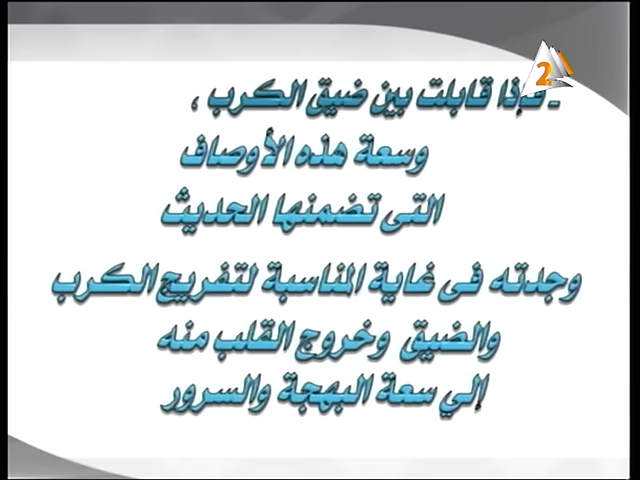 ـ فإذا قابلت بين ضيق الكرب ،
وسعة هذه الأوصاف
التى تضمنها الحديث
وجدته فى غاية المناسبة لتفريج الكرب
والضيق وخروج القلب منه
إلي سعة البهجة والسرور
2